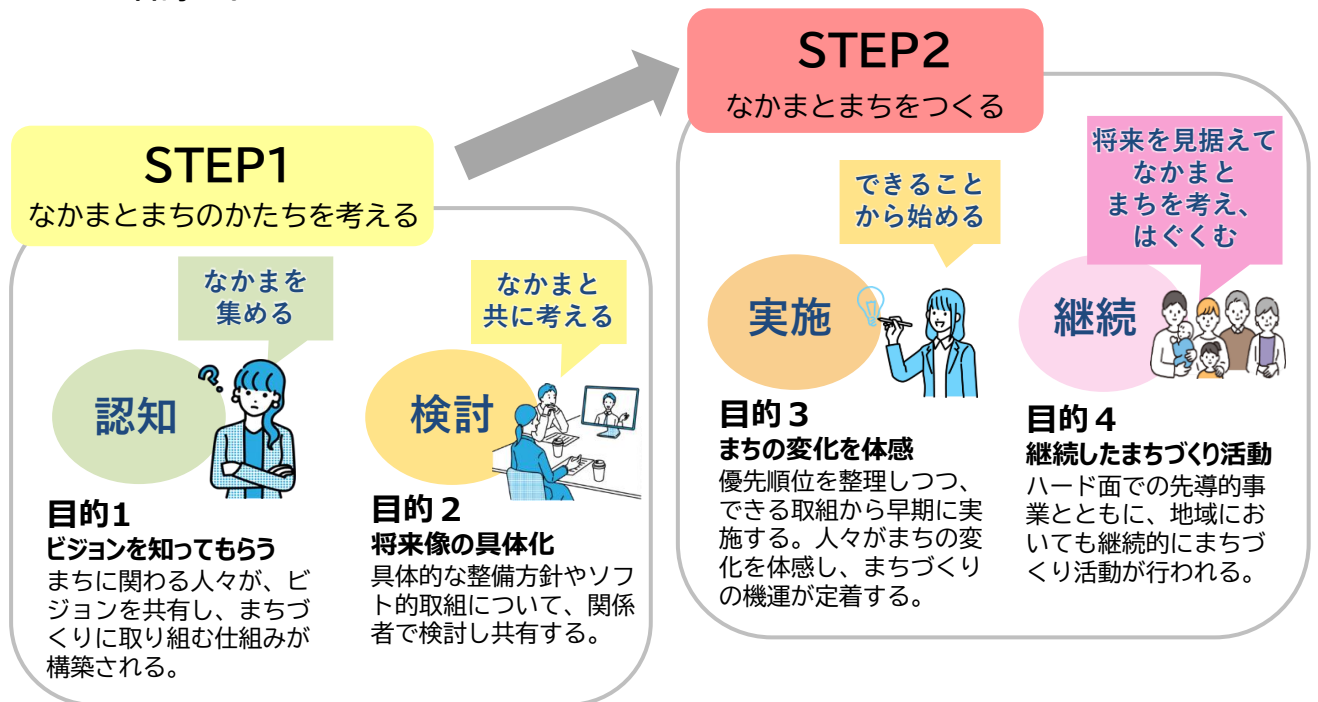 STEP1
なかまとまちのかたちを考える
なかまを
集める
認知
目的1
ビジョンを知ってもらう
まちに関わる人々が、ビ
ジョンを共有し、まちづ
くりに取り組む仕組みが
構築される。
なかまと
共に考える
検討
目的２
将来像の具体化
具体的な整備方針やソフ
ト的取組について、関係
者で検討し共有する。
STEP2
なかまとまちをつくる
できること
から始める
実施
目的３
まちの変化を体感
優先順位を整理しつつ、
できる取組から早期に実
施する。人々がまちの変
化を体感し、まちづくり
の機運が定着する。
将来を見据えて
なかまと
まちを考え、
はぐくむ
継続
目的４
継続したまちづくり活動
ハード面での先導的事
業とともに、地域にお
いても継続的にまちづ
くり活動が行われる。